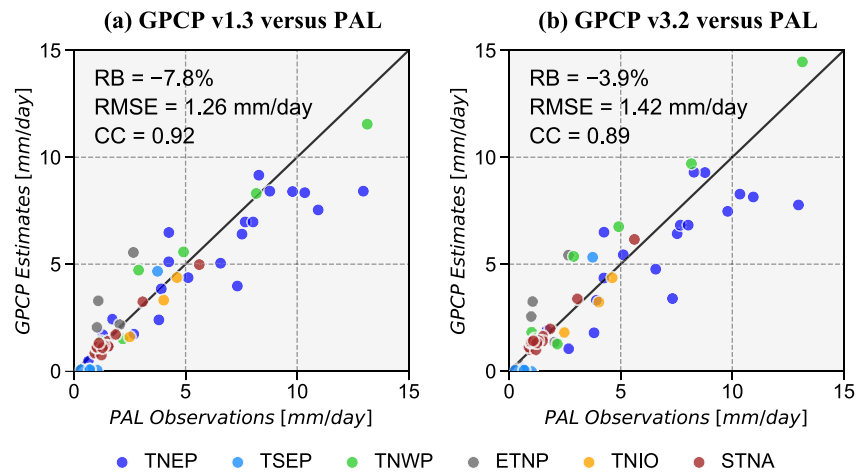 (a) GPCP v1.3 versus PAL
(b) GPCP v3.2 versus PAL
GPCP Estimates [mm/day]
15
10
5
0
RB = −7.8%
RMSE = 1.26 mm/day
CC = 0.92
0 5 10 15
PAL Observations [mm/day]
GPCP Estimates [mm/day]
15
10
5
0
RB = −3.9%
RMSE = 1.42 mm/day
CC = 0.89
0 5 10 15
PAL Observations [mm/day]
TNEP TSEP TNWP ETNP TNIO STNA